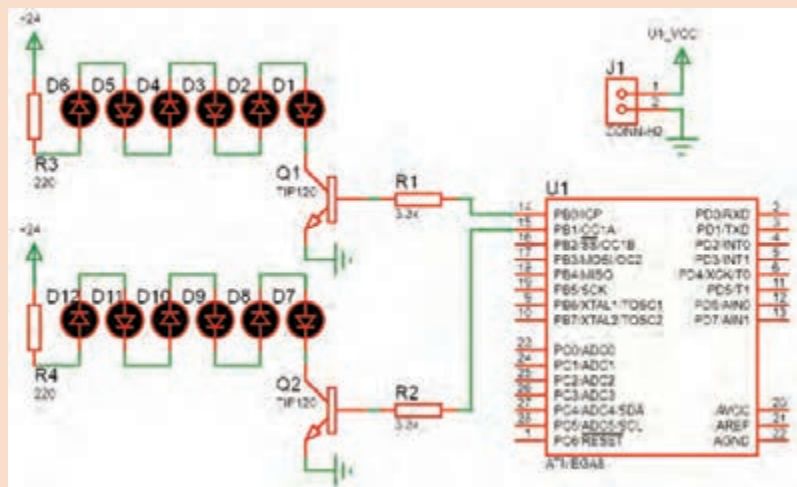 +24
D6 D5 D4 D3 D2 D1
R3
220
Q1
TIP120
R1
3.2k
U1_VCC
J1
1
2
CONN-H2
+24
D12 D11 D10 D9 D8 D7
R4
220
Q2
TIP120
R2
3.2k
U1
14 PB0/ICP
15 PB1/OC1A
16 PB2/SS/OC1B
17 PB3/MOSI/OC2
18 PB4/MISO
19 PB5/SCK
9 PB6/XTAL1/TOSC1
10 PB7/XTAL2/TOSC2
23 PC0/ADC0
24 PC1/ADC1
25 PC2/ADC2
26 PC3/ADC3
27 PC4/ADC4/SDA
28 PC5/ADC5/SCL
1 PC6/RESET
PD0/RXD 2
PD1/TXD 3
PD2/INT0 4
PD3/INT1 5
PD4/XCK/T0 6
PD5/T1 11
PD6/AIN0 12
PD7/AIN1 13
AVCC 20
AREF 21
AGND 22
ATMEGA8